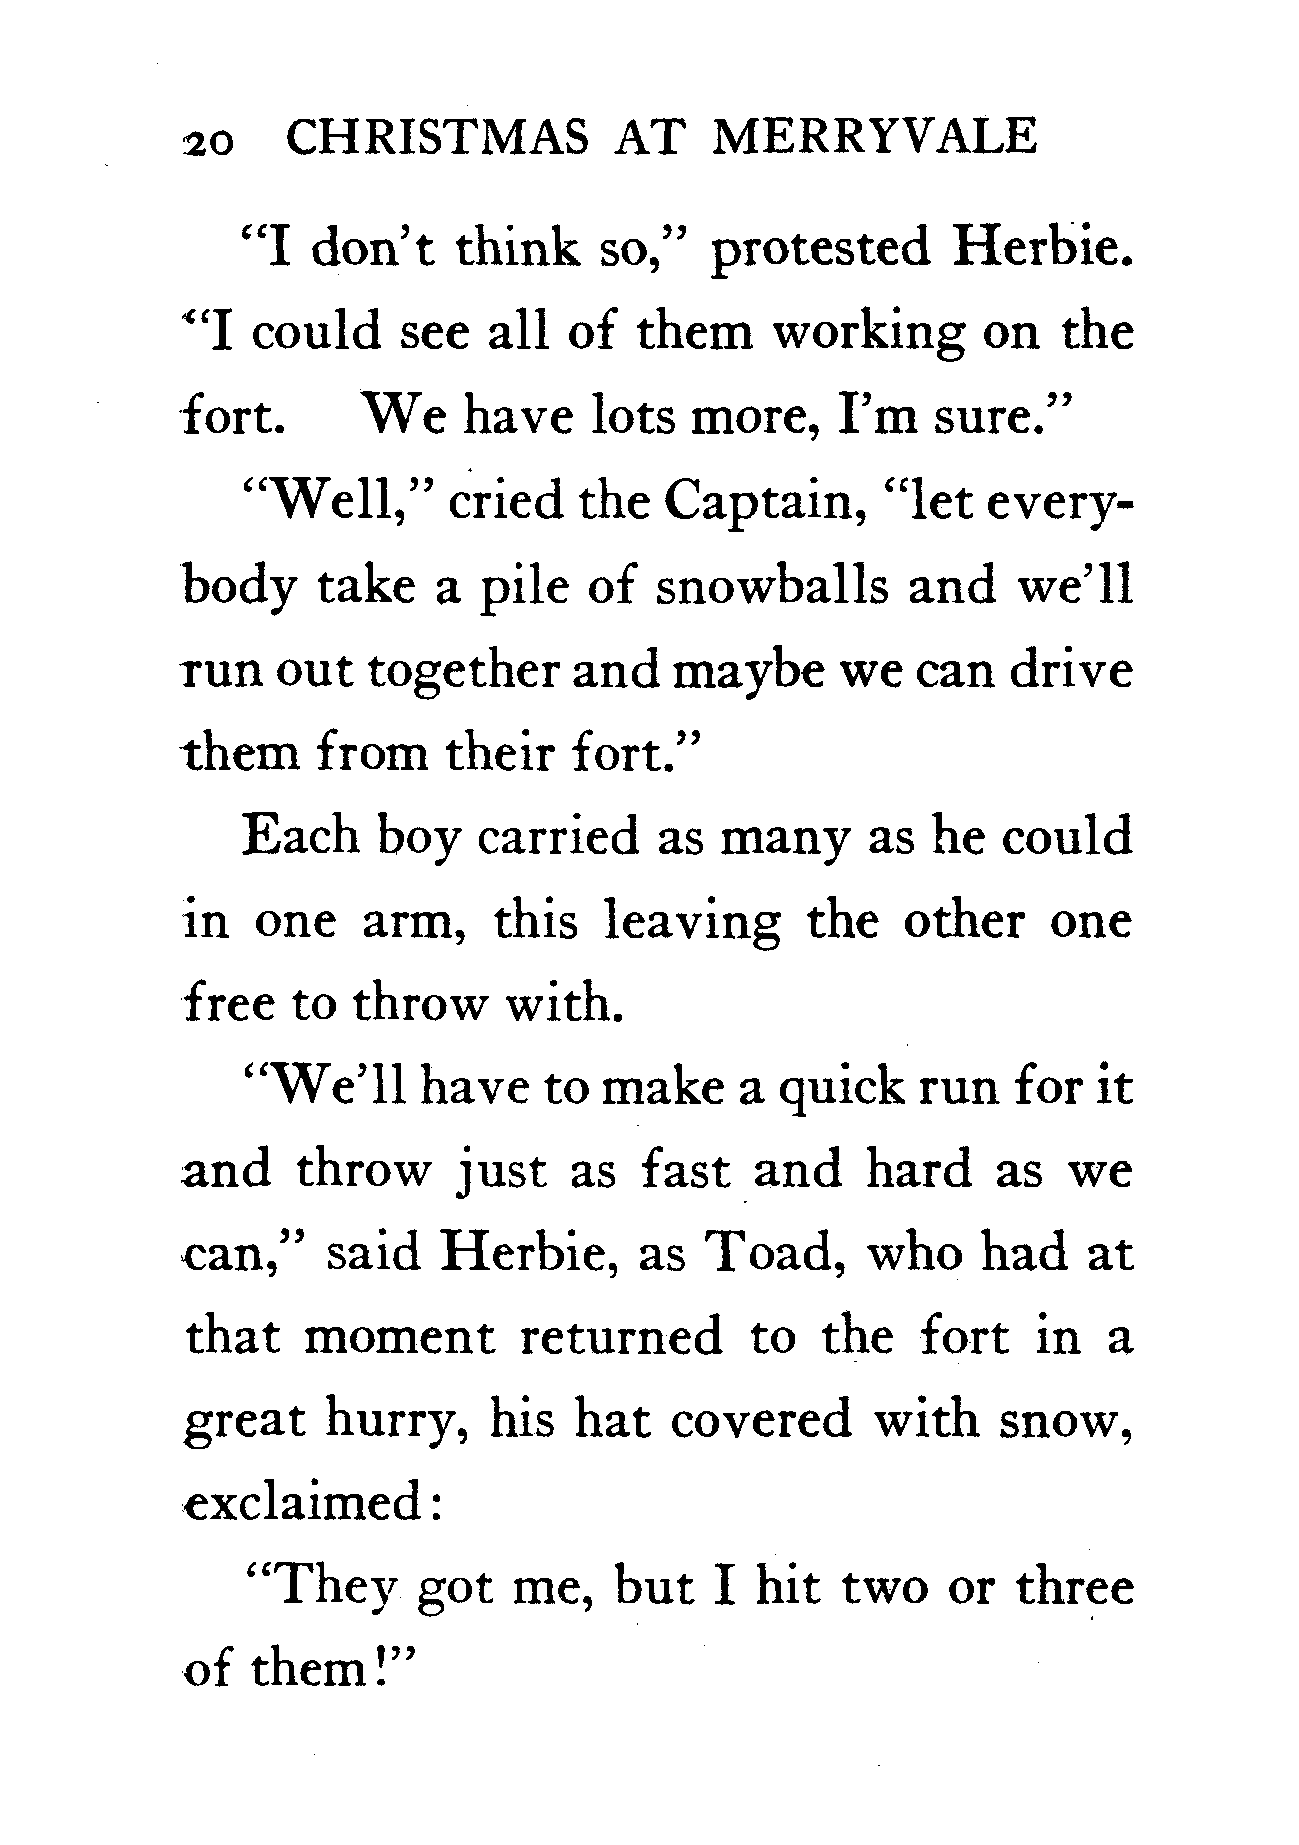 20 CHRISTMAS AT MERRYVALE
“I don’t think so,” protested Herbie.
“I could see all of them working on the
fort. We have lots more, I’m sure.”
“Well,” cried the Captain, “let every-
body take a pile of snowballs and we’ll
run out together and maybe we can drive
them from their fort.”
Each boy carried as many as he could
in one arm, this leaving the other one
free to throw with.
“We’ll have to make a quick run for it
and throw just as fast and hard as we
can,” said Herbie, as Toad, who had at
that moment returned to the fort in a
great hurry, his hat covered with snow,
exclaimed:
“They got me, but I hit two or three
of them!”